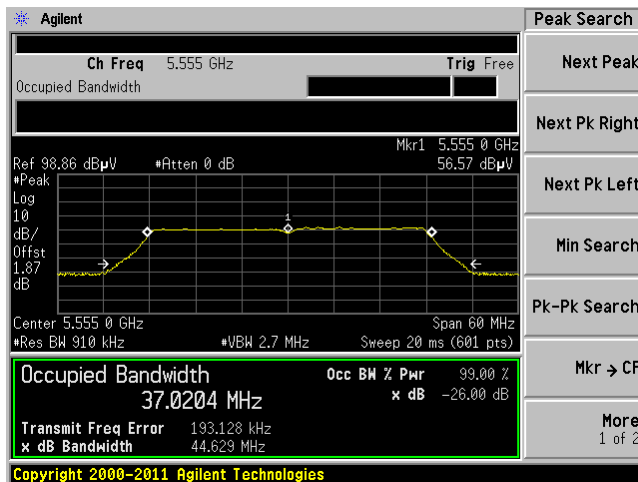 Agilent
Peak Search
Ch Freq 5.555 GHz Trig Free
Occupied Bandwidth
Mkr1 5.555 0 GHz
Ref 98.86 dBµV #Atten 0 dB 56.57 dBµV
#Peak
Log
10
dB/
Offst
1.87
dB
1
Center 5.555 0 GHz Span 60 MHz
#Res BW 910 kHz #VBW 2.7 MHz Sweep 20 ms (601 pts)
Occupied Bandwidth Occ BW % Pwr 99.00 %
37.0204 MHz x dB -26.00 dB
Transmit Freq Error 193.128 kHz
x dB Bandwidth 44.629 MHz
Copyright 2000-2011 Agilent Technologies
Next Peak
Next Pk Right
Next Pk Left
Min Search
Pk-Pk Search
Mkr → CF
More
1 of 2